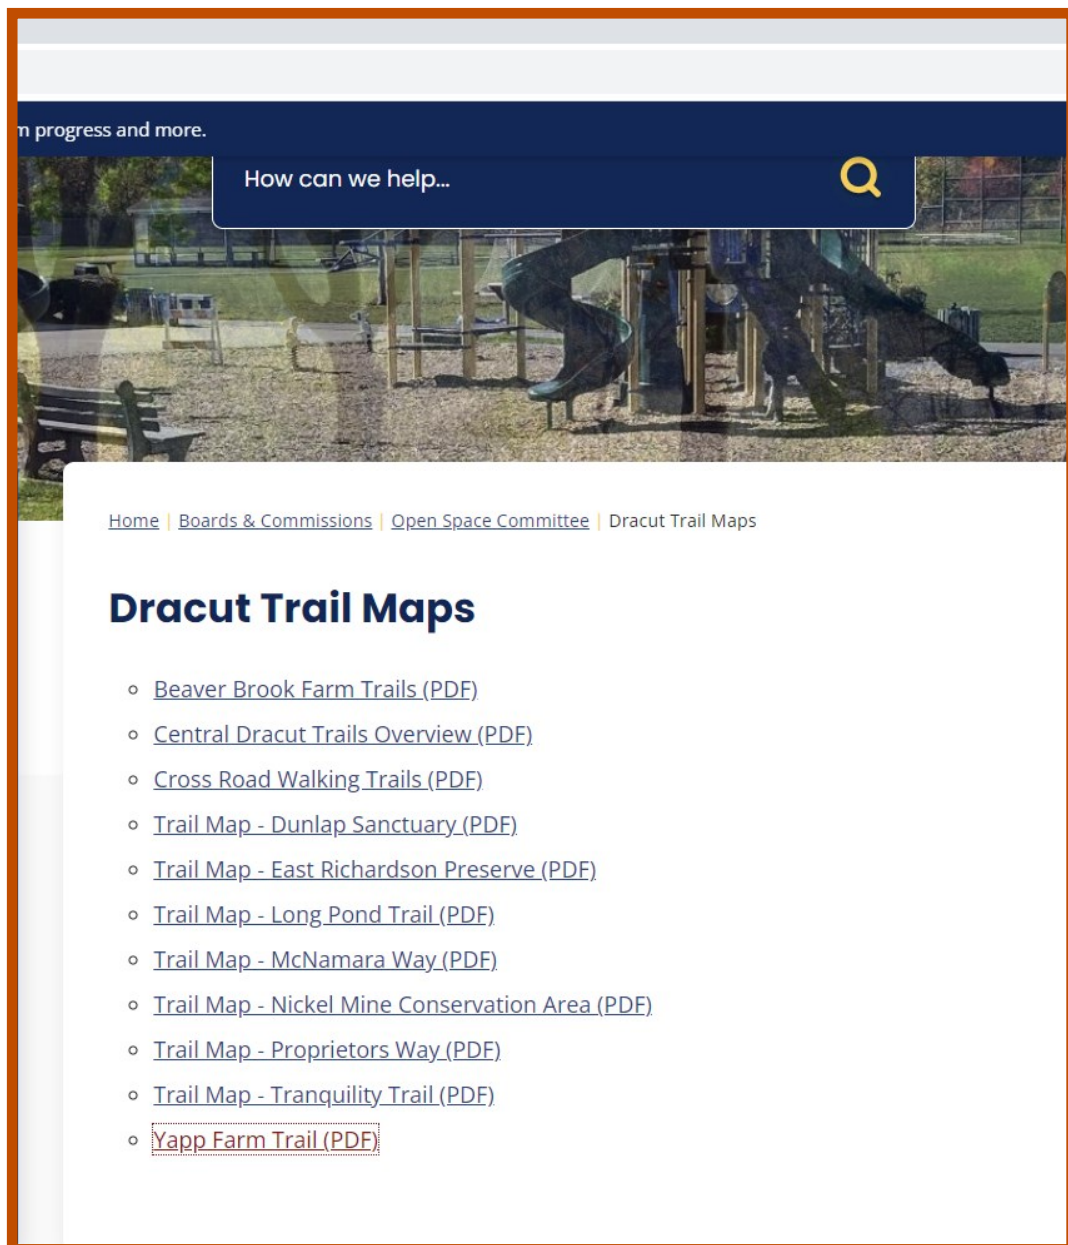 m progress and more.
How can we help...
Home | Boards & Commissions | Open Space Committee | Dracut Trail Maps
Dracut Trail Maps
Beaver Brook Farm Trails (PDF)
Central Dracut Trails Overview (PDF)
Cross Road Walking Trails (PDF)
Trail Map - Dunlap Sanctuary (PDF)
Trail Map - East Richardson Preserve (PDF)
Trail Map - Long Pond Trail (PDF)
Trail Map - McNamara Way (PDF)
Trail Map - Nickel Mine Conservation Area (PDF)
Trail Map - Proprietors Way (PDF)
Trail Map - Tranquility Trail (PDF)
Yapp Farm Trail (PDF)